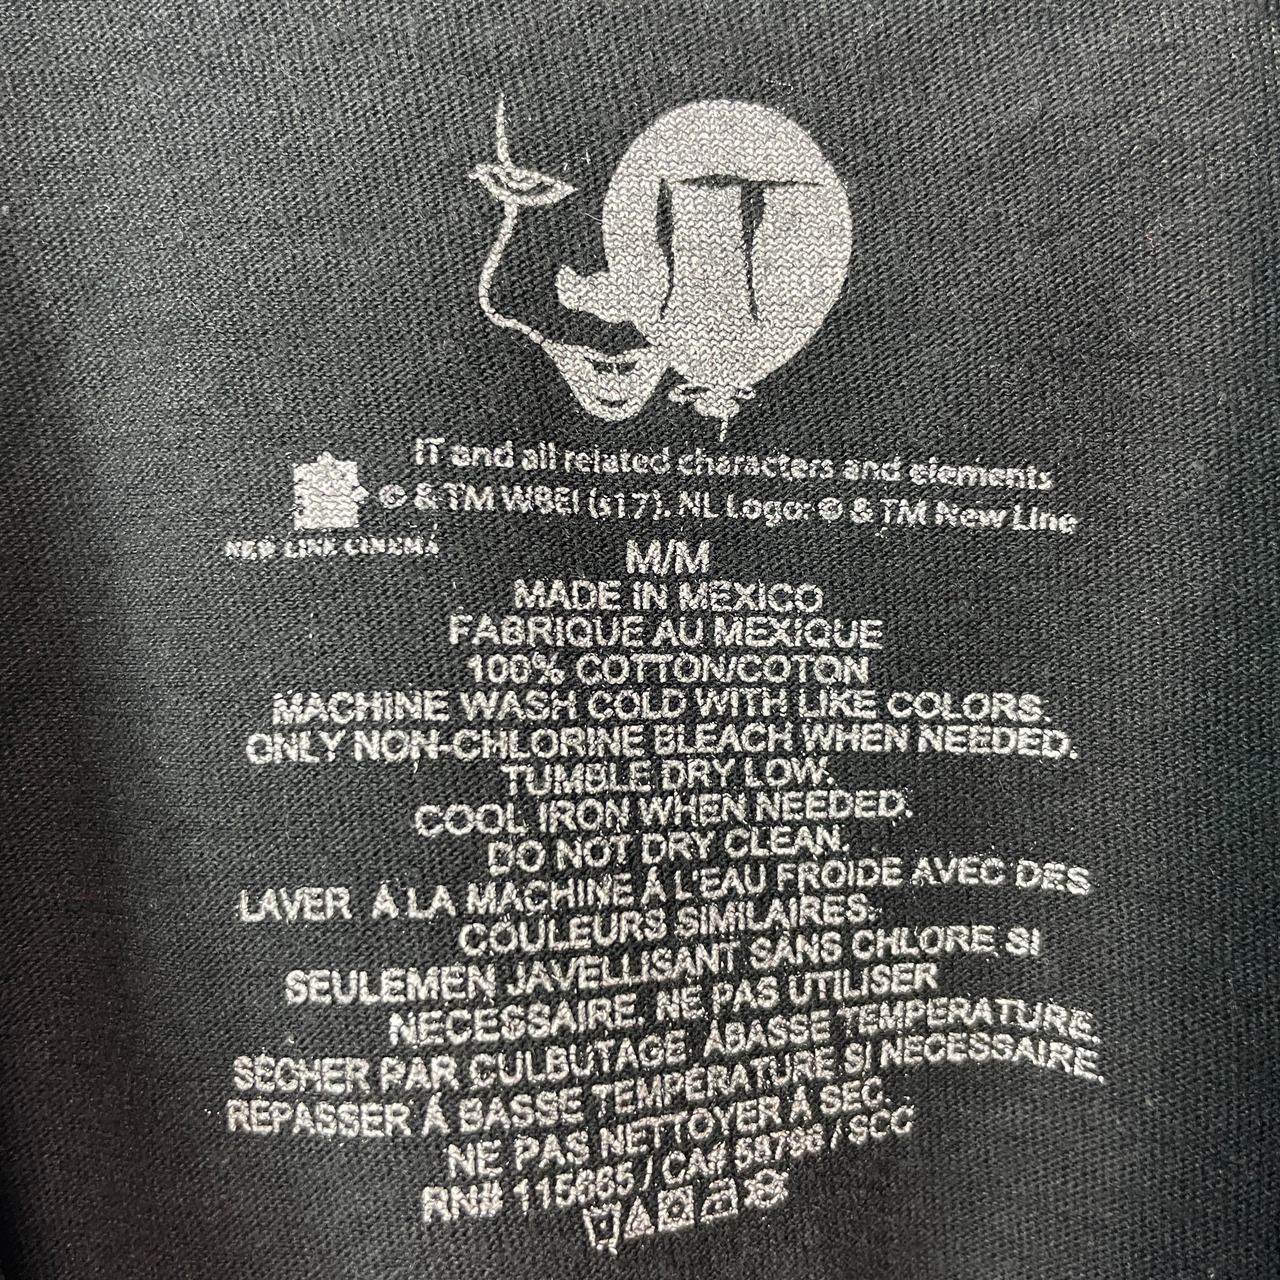 IT
IT and all related characters and elements
© & TM WBEI (s17). NL Logo: © & TM New Line
NEW LINE CINEMA
M/M
MADE IN MEXICO
FABRIQUE AU MEXIQUE
100% COTTON/COTON
MACHINE WASH COLD WITH LIKE COLORS.
ONLY NON-CHLORINE BLEACH WHEN NEEDED.
TUMBLE DRY LOW.
COOL IRON WHEN NEEDED.
DO NOT DRY CLEAN.
LAVER À LA MACHINE À L'EAU FROIDE AVEC DES
COULEURS SIMILAIRES.
SEULEMEN JAVELLISANT SANS CHLORE SI
NECESSAIRE. NE PAS UTILISER
SÉCHER PAR CULBUTAGE ÀBASSE TEMPERATURE.
REPASSER À BASSE TEMPÉRATURE SI NECESSAIRE.
NE PAS NETTOYER A SEC.
RN# / CA# / SCC